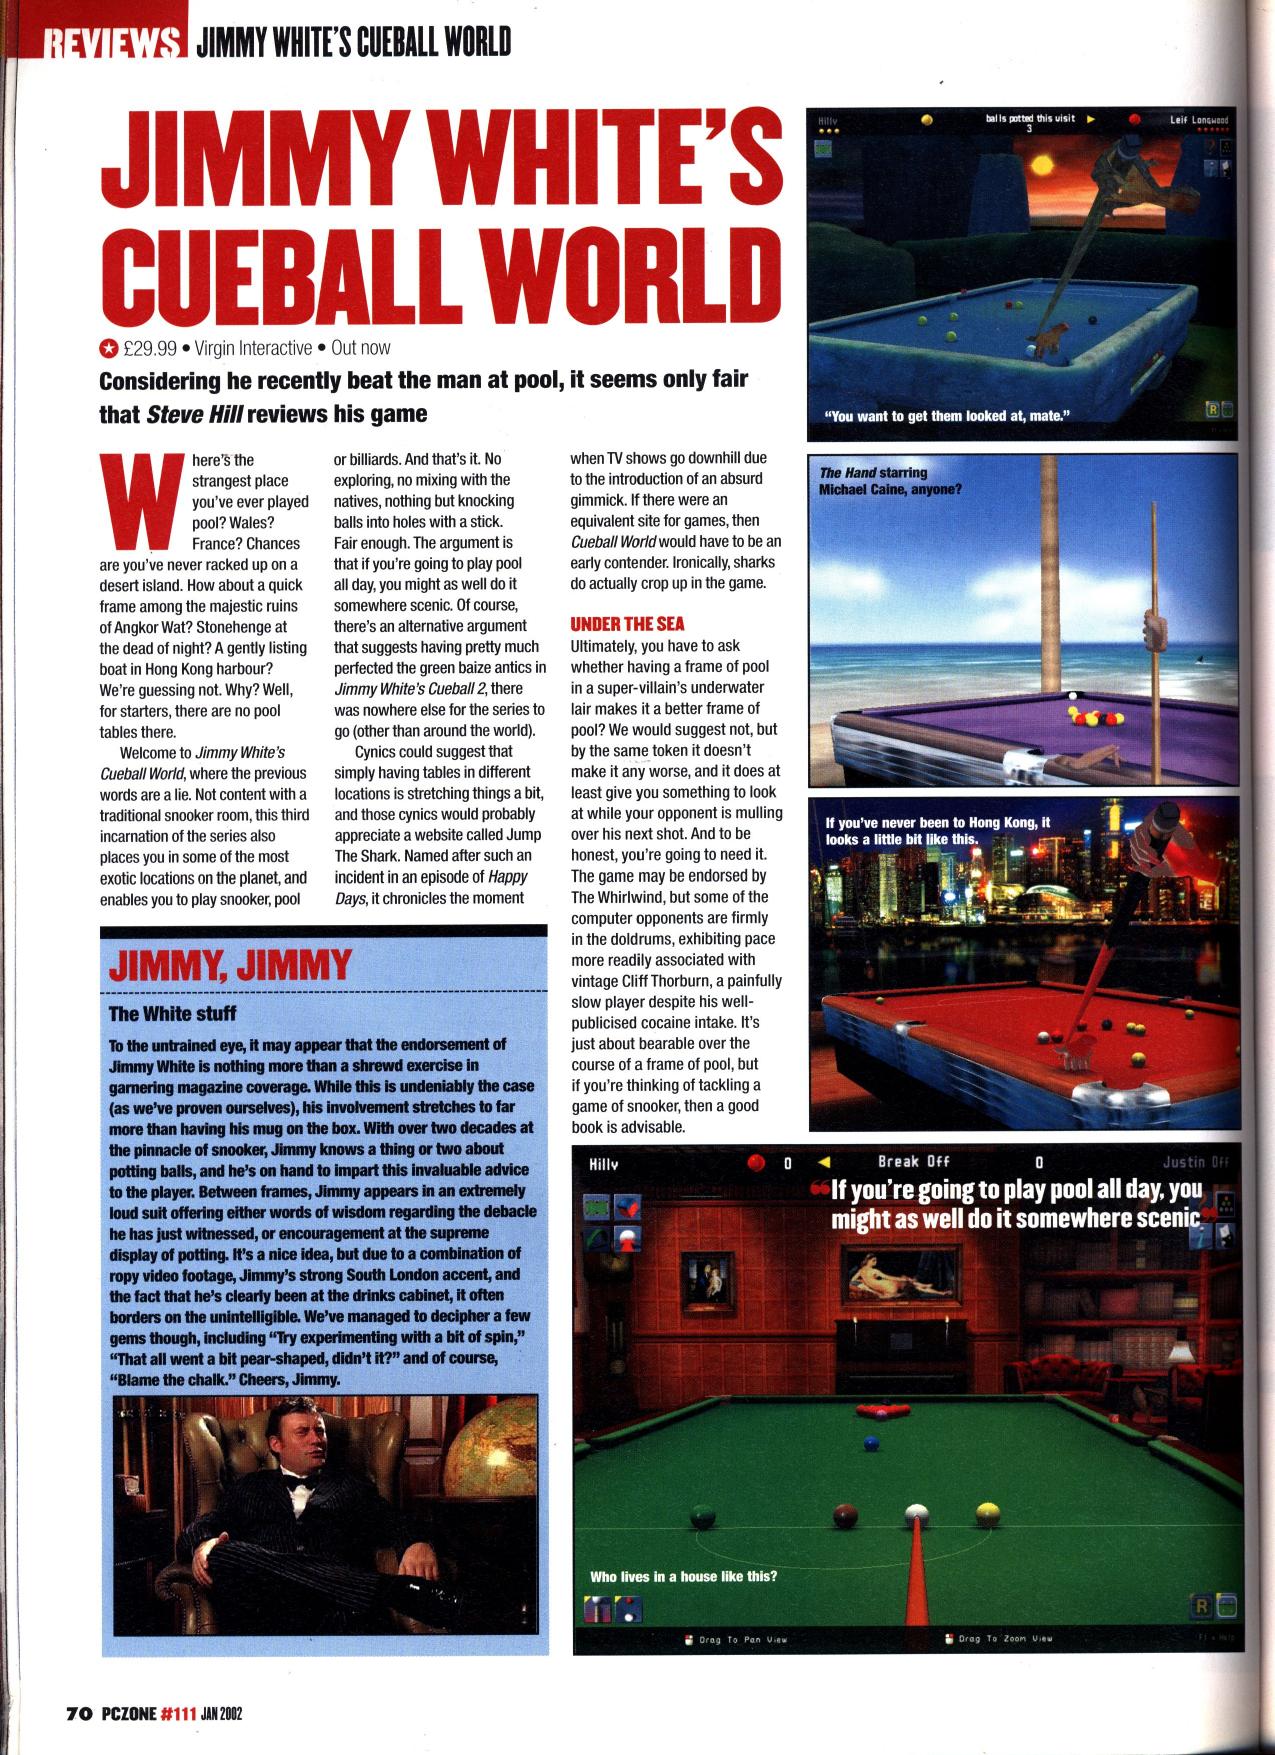 REVIEWS JIMMY WHITE'S CUEBALL WORLD
JIMMY WHITE'S
CUEBALL WORLD
£29.99 • Virgin Interactive • Out now
Considering he recently beat the man at pool, it seems only fair
that Steve Hill reviews his game
Where's the
strangest place
you've ever played
pool? Wales?
France? Chances
are you've never racked up on a
desert island. How about a quick
frame among the majestic ruins
of Angkor Wat? Stonehenge at
the dead of night? A gently listing
boat in Hong Kong harbour?
We're guessing not. Why? Well,
for starters, there are no pool
tables there.
Welcome to Jimmy White's
Cueball World, where the previous
words are a lie. Not content with a
traditional snooker room, this third
incarnation of the series also
places you in some of the most
exotic locations on the planet, and
enables you to play snooker, pool
or billiards. And that's it. No
exploring, no mixing with the
natives, nothing but knocking
balls into holes with a stick.
Fair enough. The argument is
that if you're going to play pool
all day, you might as well do it
somewhere scenic. Of course,
there's an alternative argument
that suggests having pretty much
perfected the green baize antics in
Jimmy White's Cueball 2, there
was nowhere else for the series to
go (other than around the world).
Cynics could suggest that
simply having tables in different
locations is stretching things a bit,
and those cynics would probably
appreciate a website called Jump
The Shark. Named after such an
incident in an episode of Happy
Days, it chronicles the moment
when TV shows go downhill due
to the introduction of an absurd
gimmick. If there were an
equivalent site for games, then
Cueball World would have to be an
early contender. Ironically, sharks
do actually crop up in the game.
UNDER THE SEA
Ultimately, you have to ask
whether having a frame of pool
in a super-villain's underwater
lair makes it a better frame of
pool? We would suggest not, but
by the same token it doesn't
make it any worse, and it does at
least give you something to look
at while your opponent is mulling
over his next shot. And to be
honest, you're going to need it.
The game may be endorsed by
The Whirlwind, but some of the
computer opponents are firmly
in the doldrums, exhibiting pace
more readily associated with
vintage Cliff Thorburn, a painfully
slow player despite his well-
publicised cocaine intake. It's
just about bearable over the
course of a frame of pool, but
if you're thinking of tackling a
game of snooker, then a good
book is advisable.
JIMMY, JIMMY
The White stuff
To the untrained eye, it may appear that the endorsement of
Jimmy White is nothing more than a shrewd exercise in
garnering magazine coverage. While this is undeniably the case
(as we've proven ourselves), his involvement stretches to far
more than having his mug on the box. With over two decades at
the pinnacle of snooker, Jimmy knows a thing or two about
potting balls, and he's on hand to impart this invaluable advice
to the player. Between frames, Jimmy appears in an extremely
loud suit offering either words of wisdom regarding the debacle
he has just witnessed, or encouragement at the supreme
display of potting. It's a nice idea, but due to a combination of
ropy video footage, Jimmy's strong South London accent, and
the fact that he's clearly been at the drinks cabinet, it often
borders on the unintelligible. We've managed to decipher a few
gems though, including “Try experimenting with a bit of spin,”
“That all went a bit pear-shaped, didn't it?” and of course,
“Blame the chalk.” Cheers, Jimmy.
Hilly balls potted this visit Leif Longwood
3
R
“You want to get them looked at, mate.”
The Hand starring
Michael Caine, anyone?
If you've never been to Hong Kong, it
looks a little bit like this.
Hilly 0 Break Off 0 Justin Off
“If you're going to play pool all day, you
might as well do it somewhere scenic”
Who lives in a house like this?
R
Drag To Pan View Drag To Zoom View F1 = Help
70 PCZONE #111 JAN 2002